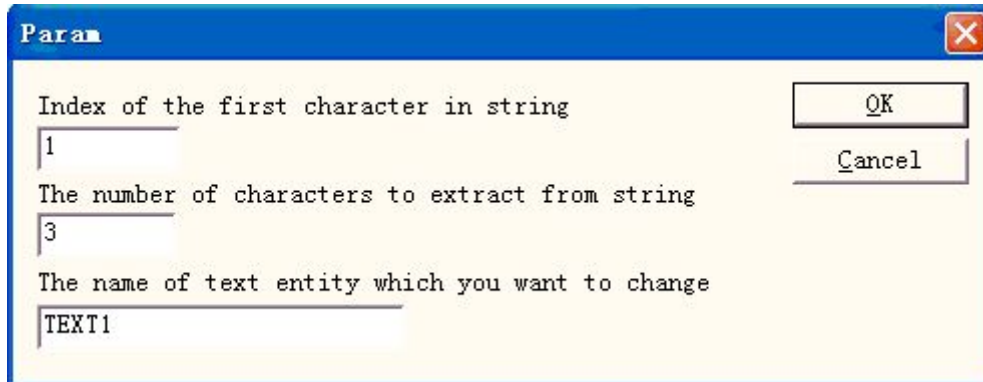 Param
Index of the first character in string
OK
1
Cancel
The number of characters to extract from string
3
The name of text entity which you want to change
TEXT1